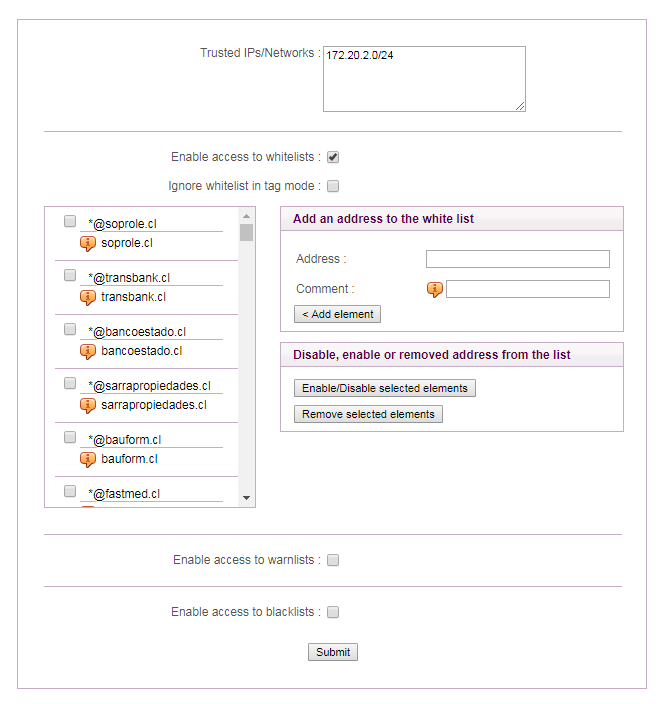 Trusted IPs/Networks :
172.20.2.0/24
Enable access to whitelists :
Ignore whitelist in tag mode :
*@soprole.cl
soprole.cl
*@transbank.cl
transbank.cl
*@bancoestado.cl
bancoestado.cl
*@sarrapropiedades.cl
sarrapropiedades.cl
*@bauform.cl
bauform.cl
*@fastmed.cl
Add an address to the white list
Address :
Comment :
< Add element
Disable, enable or removed address from the list
Enable/Disable selected elements
Remove selected elements
Enable access to warnlists :
Enable access to blacklists :
Submit